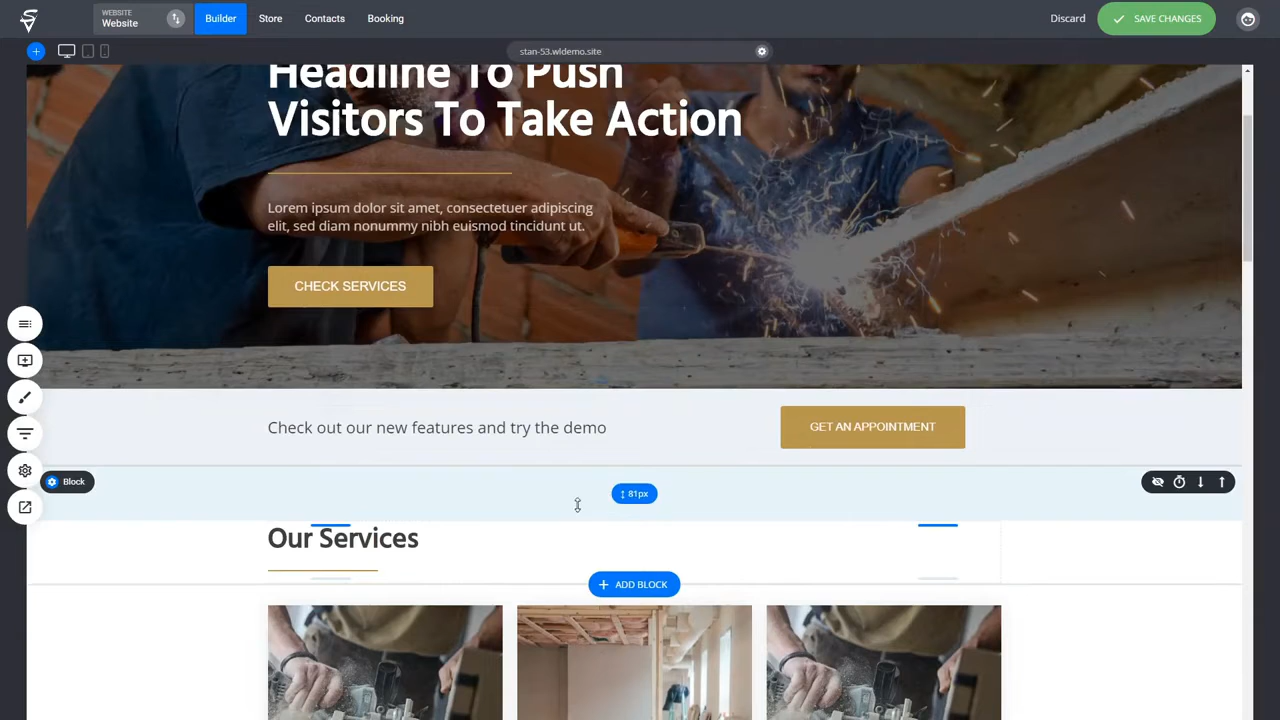 WEBSITE
Website
Builder
Store
Contacts
Booking
Discard
SAVE CHANGES
stan-53.wldemo.site
Headline To Push
Visitors To Take Action
Lorem ipsum dolor sit amet, consectetuer adipiscing
elit, sed diam nonummy nibh euismod tincidunt ut.
CHECK SERVICES
Check out our new features and try the demo
GET AN APPOINTMENT
Block
81px
Our Services
ADD BLOCK